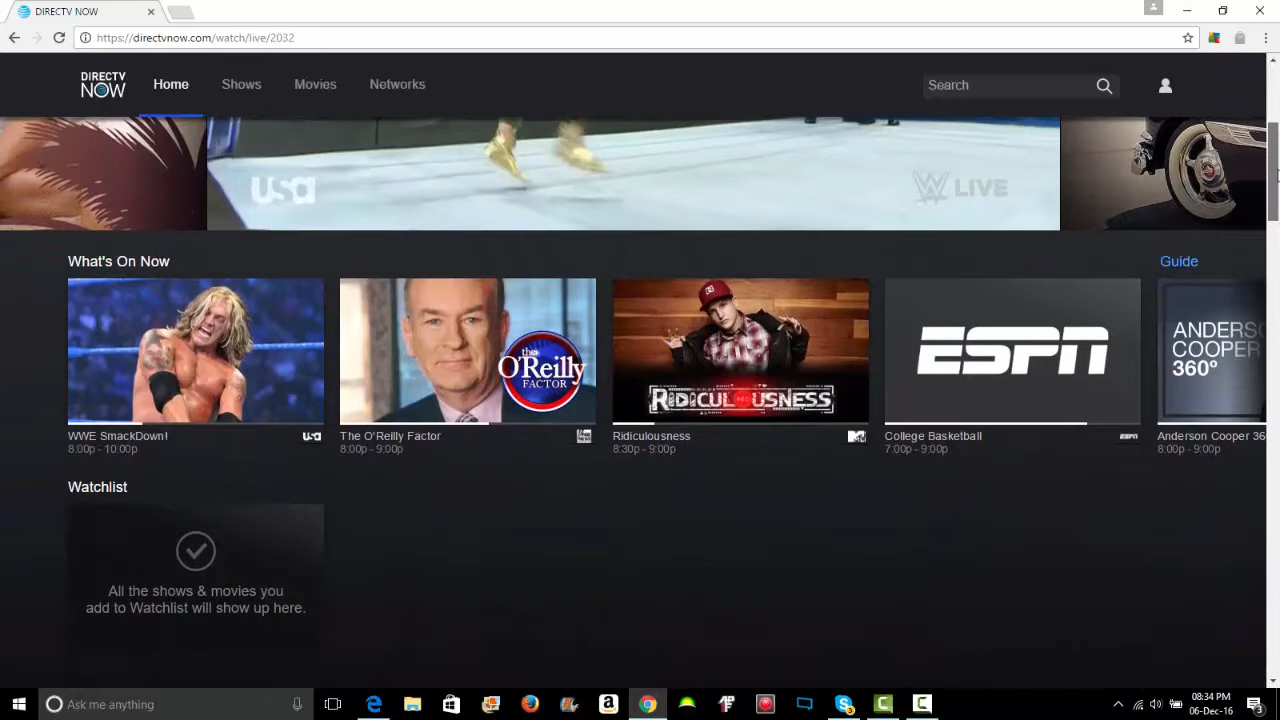 DIRECTV NOW
https://directvnow.com/watch/live/2032
DIRECTV
NOW
Home
Shows
Movies
Networks
Search
usa
W LIVE
What's On Now
Guide
the
O'Reilly
FACTOR
RIDICULOUSNESS
ESPN
ANDERSO
COOPER
360°
WWE SmackDown!
usa
8:00p - 10:00p
The O'Reilly Factor
8:00p - 9:00p
Ridiculousness
8:30p - 9:00p
College Basketball
ESPN
7:00p - 9:00p
Anderson Cooper 36
8:00p - 9:00p
Watchlist
All the shows & movies you
add to Watchlist will show up here.
Ask me anything
08:34 PM
06-Dec-16